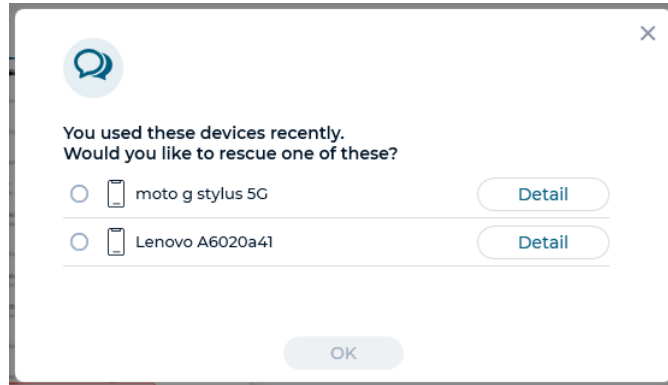 You used these devices recently.
Would you like to rescue one of these?
moto g stylus 5G Detail
Lenovo A6020a41 Detail
OK